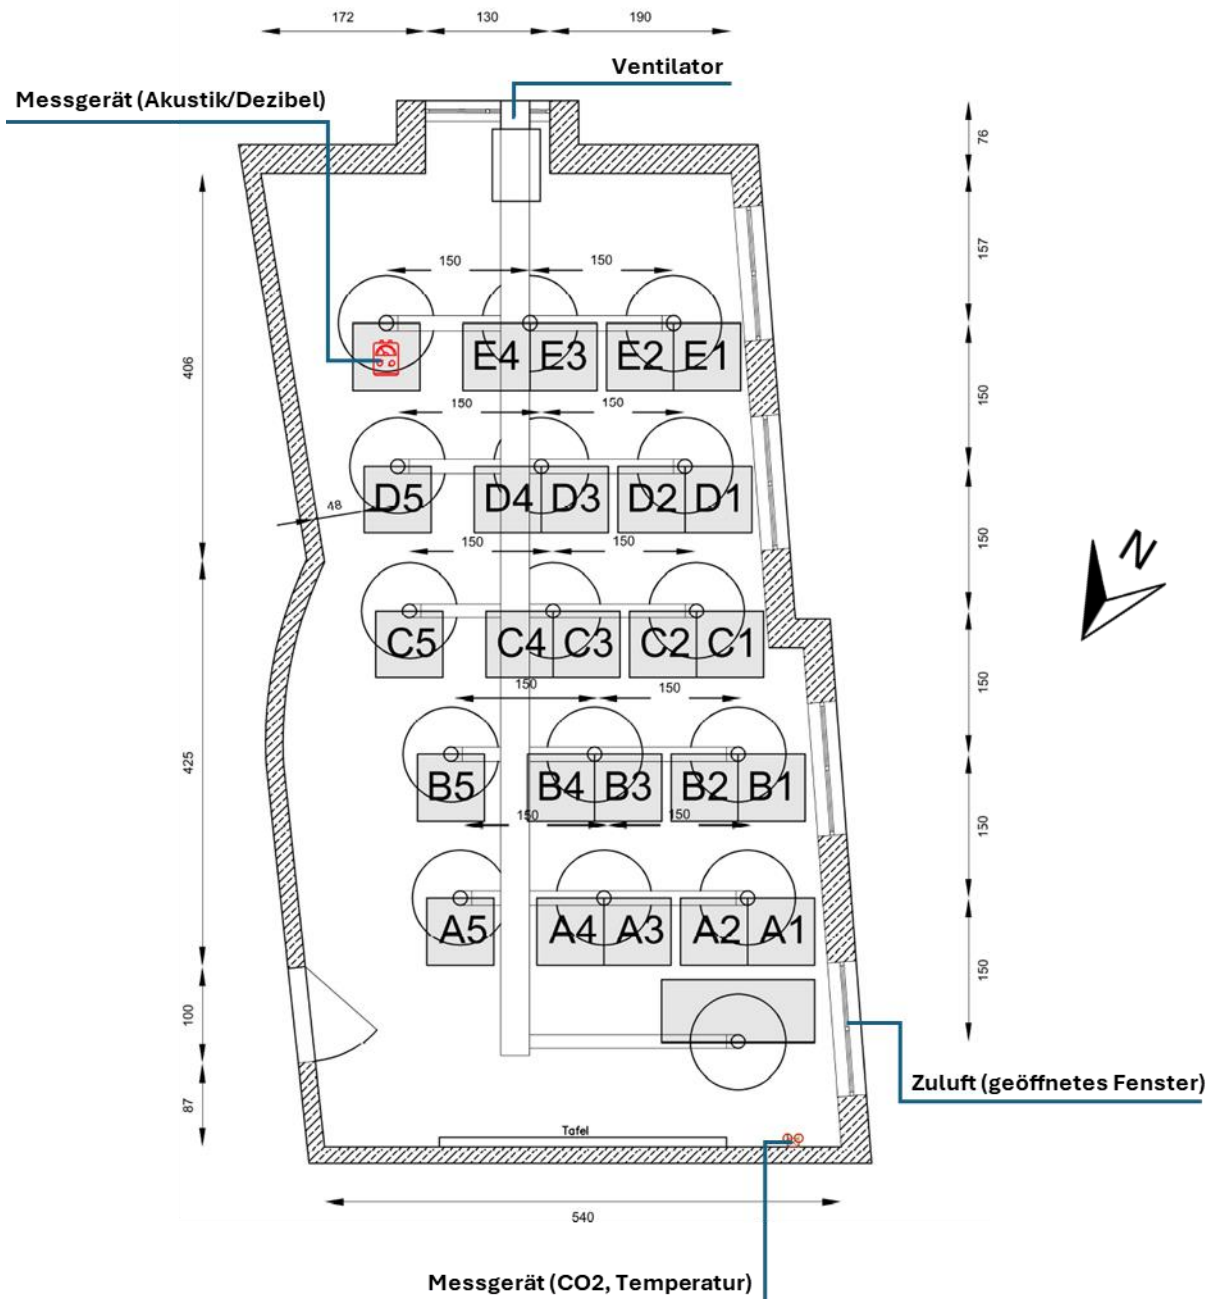 172 130 190
Ventilator
Messgerät (Akustik/Dezibel)
76
157
150 150
E4 E3 E2 E1
406
150
150 150
D5 D4 D3 D2 D1
48
150
N
150 150
C5 C4 C3 C2 C1
150
150 150
425
B5 B4 B3 B2 B1
150 150
150
A5 A4 A3 A2 A1
150
100
Zuluft (geöffnetes Fenster)
87
Tafel
540
Messgerät (CO2, Temperatur)